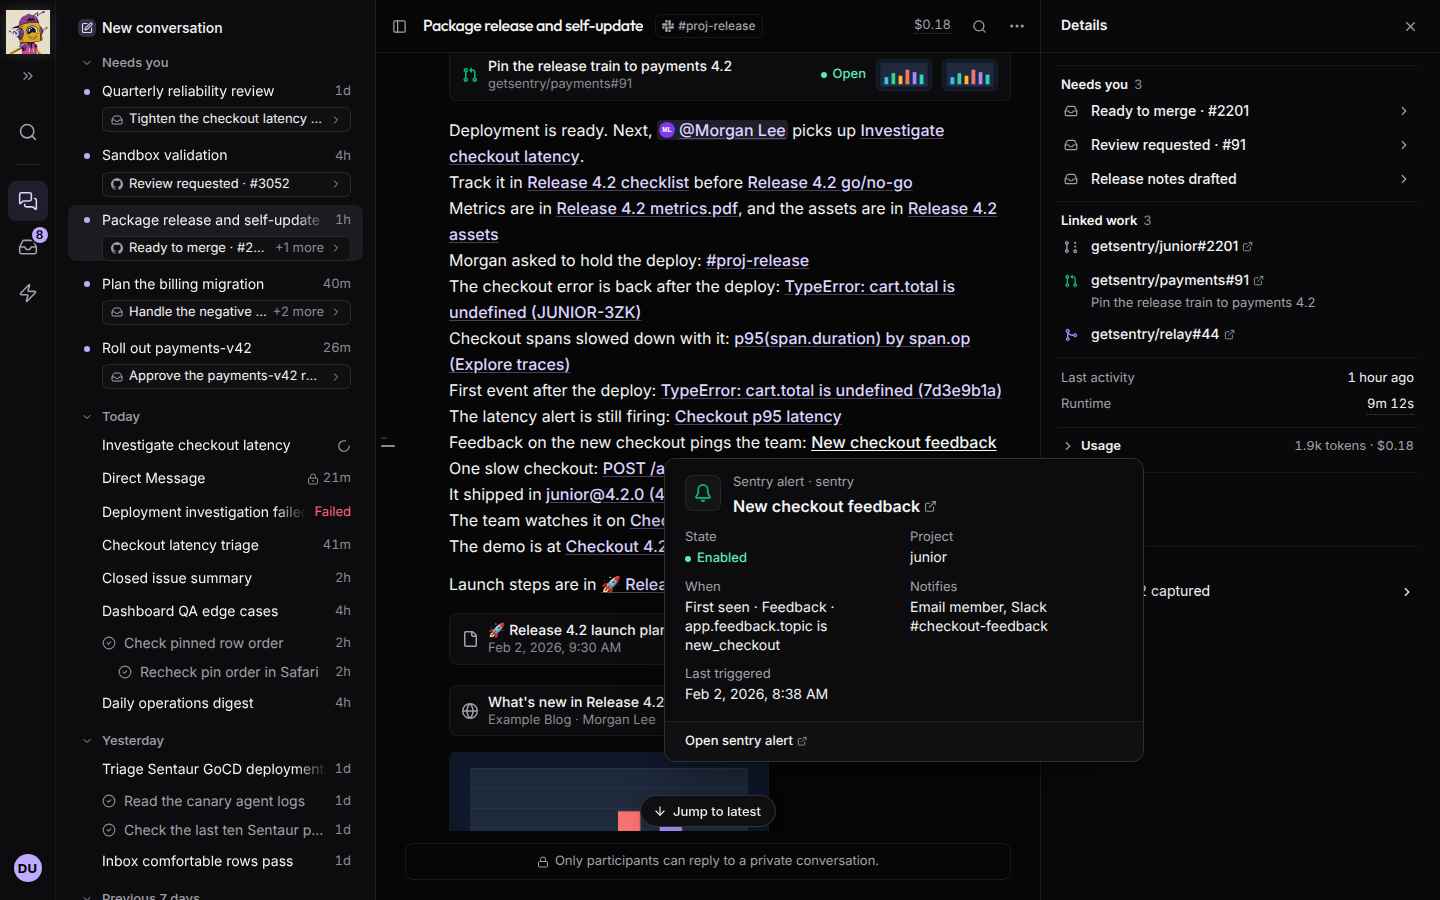 New conversation
Needs you
Quarterly reliability review 1d
Tighten the checkout latency ...
Sandbox validation 4h
Review requested · #3052
Package release and self-update 1h
Ready to merge · #2... +1 more
Plan the billing migration 40m
Handle the negative ... +2 more
Roll out payments-v42 26m
Approve the payments-v42 r...
Today
Investigate checkout latency
Direct Message 21m
Deployment investigation failed Failed
Checkout latency triage 41m
Closed issue summary 2h
Dashboard QA edge cases 4h
Check pinned row order 2h
Recheck pin order in Safari 2h
Daily operations digest 4h
Yesterday
Triage Sentaur GoCD deployment 1d
Read the canary agent logs 1d
Check the last ten Sentaur p... 1d
Inbox comfortable rows pass 1d
Previous 7 days
8
DU
Package release and self-update #proj-release $0.18
Pin the release train to payments 4.2
getsentry/payments#91
Open
Deployment is ready. Next, ML @Morgan Lee picks up Investigate
checkout latency.
Track it in Release 4.2 checklist before Release 4.2 go/no-go
Metrics are in Release 4.2 metrics.pdf, and the assets are in Release 4.2
assets
Morgan asked to hold the deploy: #proj-release
The checkout error is back after the deploy: TypeError: cart.total is
undefined (JUNIOR-3ZK)
Checkout spans slowed down with it: p95(span.duration) by span.op
(Explore traces)
First event after the deploy: TypeError: cart.total is undefined (7d3e9b1a)
The latency alert is still firing: Checkout p95 latency
Feedback on the new checkout pings the team: New checkout feedback
One slow checkout: POST /a
It shipped in junior@4.2.0 (4
The team watches it on Chec
The demo is at Checkout 4.2
Launch steps are in 🚀 Relea
🚀 Release 4.2 launch plan
Feb 2, 2026, 9:30 AM
What's new in Release 4.2
Example Blog · Morgan Lee
Jump to latest
Only participants can reply to a private conversation.
Sentry alert · sentry
New checkout feedback
State
Enabled
Project
junior
When
First seen · Feedback ·
app.feedback.topic is
new_checkout
Notifies
Email member, Slack
#checkout-feedback
Last triggered
Feb 2, 2026, 8:38 AM
Open sentry alert
Details
Needs you 3
Ready to merge · #2201
Review requested · #91
Release notes drafted
Linked work 3
getsentry/junior#2201
getsentry/payments#91
Pin the release train to payments 4.2
getsentry/relay#44
Last activity 1 hour ago
Runtime 9m 12s
Usage 1.9k tokens · $0.18
2 captured